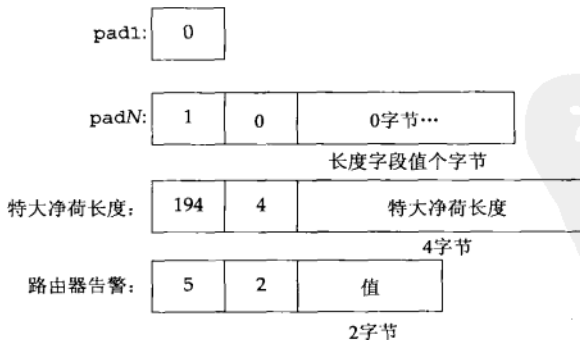 pad1: 0
padN: 1 0 0字节…
长度字段值个字节
特大净荷长度: 194 4 特大净荷长度
4字节
路由器告警: 5 2 值
2字节